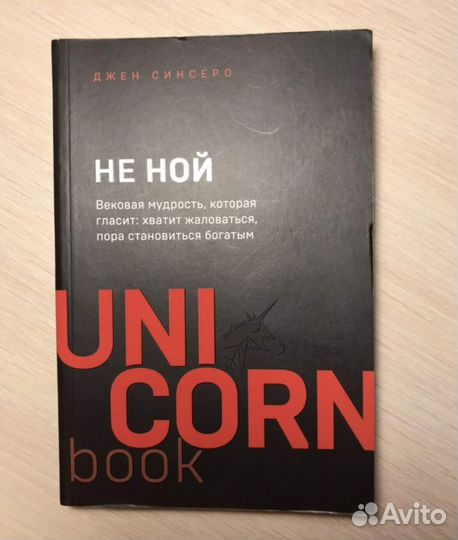 ДЖЕН СИНСЕРО
НЕ НОЙ
Вековая мудрость, которая
гласит: хватит жаловаться,
пора становиться богатым
UNI
CORN
book
Avito